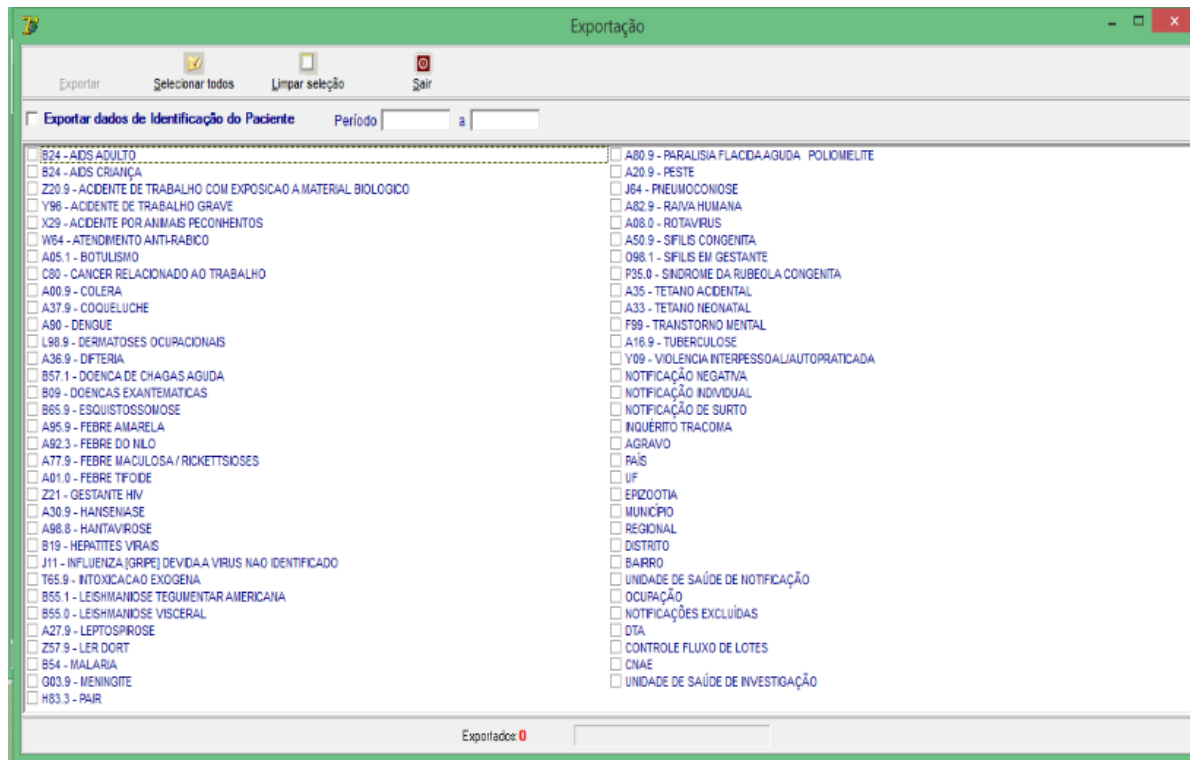 Exportação
Exportar Selecionar todos Limpar seleção Sair
Exportar dados de Identificação do Paciente Período a
B24 - AIDS ADULTO
B24 - AIDS CRIANÇA
Z20.9 - ACIDENTE DE TRABALHO COM EXPOSICAO A MATERIAL BIOLOGICO
Y96 - ACIDENTE DE TRABALHO GRAVE
X29 - ACIDENTE POR ANIMAIS PECONHENTOS
W64 - ATENDIMENTO ANTI-RABICO
A05.1 - BOTULISMO
C80 - CANCER RELACIONADO AO TRABALHO
A00.9 - COLERA
A37.9 - COQUELUCHE
A90 - DENGUE
L98.9 - DERMATOSES OCUPACIONAIS
A36.9 - DIFTERIA
B57.1 - DOENCA DE CHAGAS AGUDA
B09 - DOENCAS EXANTEMATICAS
B65.9 - ESQUISTOSSOMOSE
A95.9 - FEBRE AMARELA
A92.3 - FEBRE DO NILO
A77.9 - FEBRE MACULOSA / RICKETTSIOSES
A01.0 - FEBRE TIFOIDE
Z21 - GESTANTE HIV
A30.9 - HANSENIASE
A98.8 - HANTAVIROSE
B19 - HEPATITES VIRAIS
J11 - INFLUENZA [GRIPE] DEVIDA A VIRUS NAO IDENTIFICADO
T65.9 - INTOXICACAO EXOGENA
B55.1 - LEISHMANIOSE TEGUMENTAR AMERICANA
B55.0 - LEISHMANIOSE VISCERAL
A27.9 - LEPTOSPIROSE
Z57.9 - LER DORT
B54 - MALARIA
G03.9 - MENINGITE
H83.3 - PAIR
A80.9 - PARALISIA FLACIDA AGUDA POLIOMIELITE
A20.9 - PESTE
J64 - PNEUMOCONIOSE
A82.9 - RAIVA HUMANA
A08.0 - ROTAVIRUS
A50.9 - SIFILIS CONGENITA
O98.1 - SIFILIS EM GESTANTE
P35.0 - SINDROME DA RUBEOLA CONGENITA
A35 - TETANO ACIDENTAL
A33 - TETANO NEONATAL
F99 - TRANSTORNO MENTAL
A16.9 - TUBERCULOSE
Y09 - VIOLENCIA INTERPESSOAL/AUTOPRATICADA
NOTIFICAÇÃO NEGATIVA
NOTIFICAÇÃO INDIVIDUAL
NOTIFICAÇÃO DE SURTO
INQUÉRITO TRACOMA
AGRAVO
PAÍS
UF
EPIZOOTIA
MUNICÍPIO
REGIONAL
DISTRITO
BAIRRO
UNIDADE DE SAÚDE DE NOTIFICAÇÃO
OCUPAÇÃO
NOTIFICAÇÕES EXCLUÍDAS
DTA
CONTROLE FLUXO DE LOTES
CNAE
UNIDADE DE SAÚDE DE INVESTIGAÇÃO
Exportados: 0